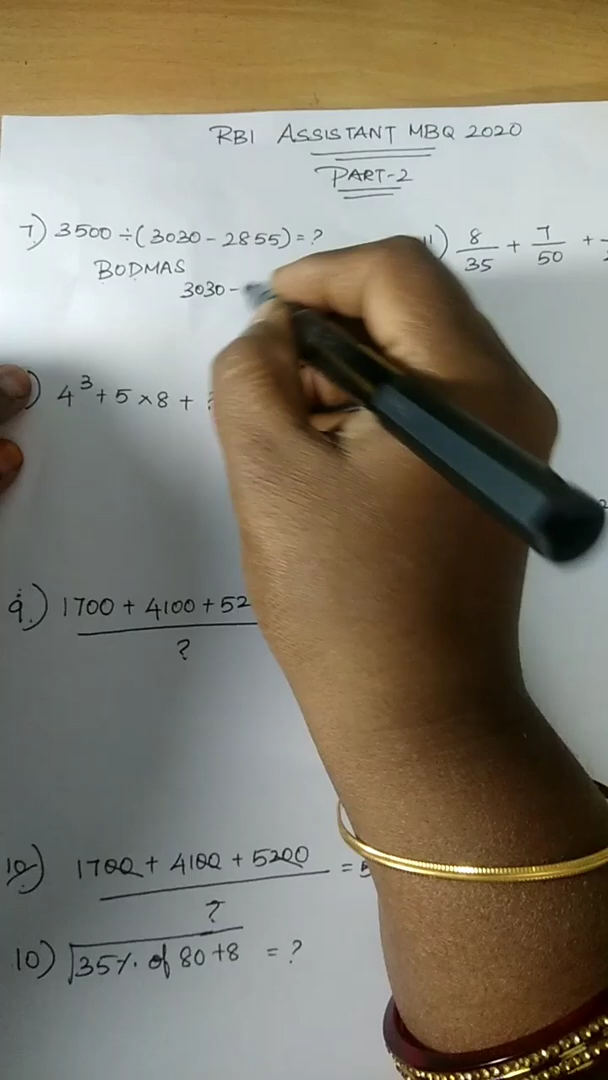 RBI ASSISTANT MBQ 2020
PART-2
7) 3500 ÷ (3030 - 2855) = ?
BODMAS
3030 -
) 4³ + 5 × 8 +
9.) 1700 + 4100 + 52
?
10) 1700 + 4100 + 5200 =
?
10) √35% of 80 + 8 = ?
) 8/35 + 7/50 +